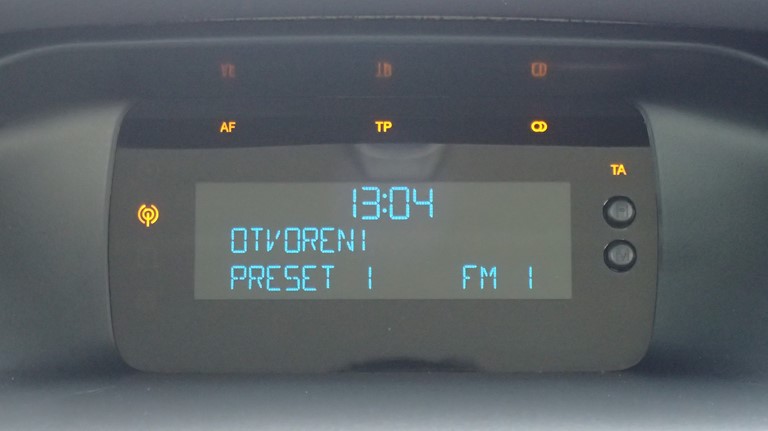 AF TP TA
13:04
OTVORENI
PRESET 1 FM 1